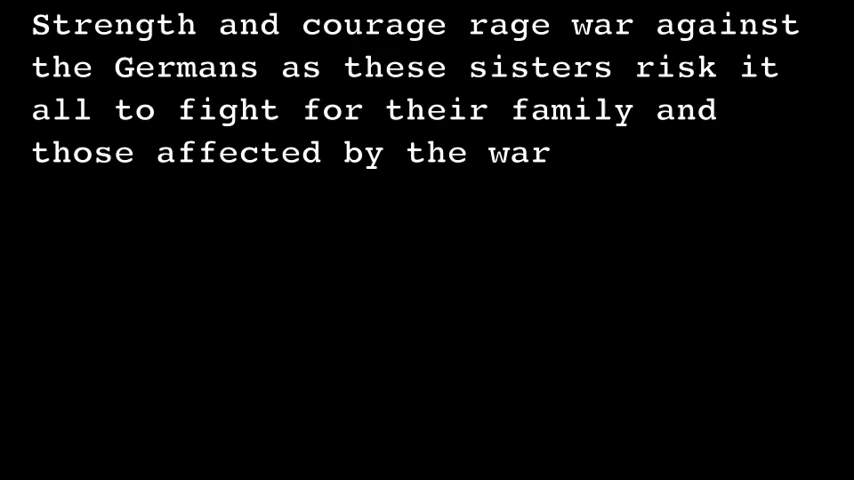 Strength and courage rage war against
the Germans as these sisters risk it
all to fight for their family and
those affected by the war